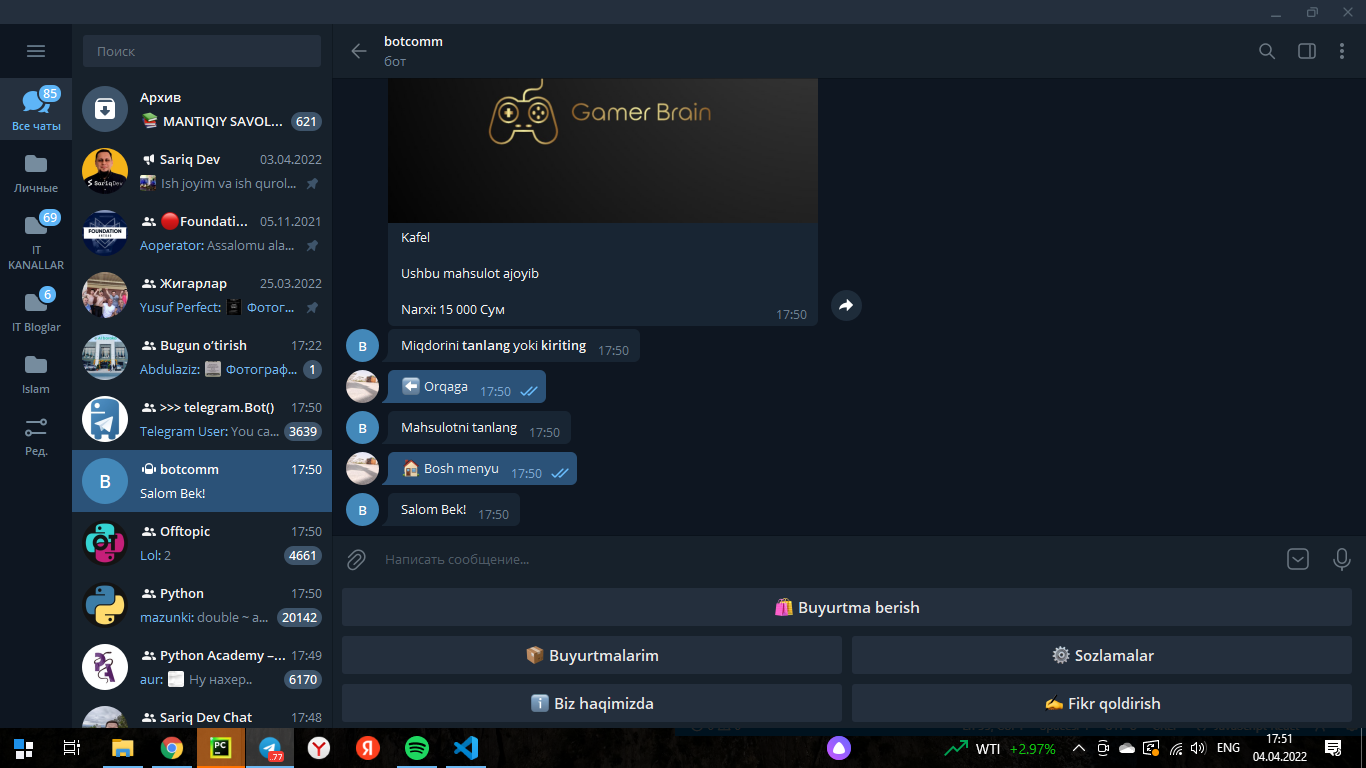 Поиск
85
Все чаты
Личные
69
IT
KANALLAR
6
IT Bloglar
Islam
Ред.
Архив
MANTIQIY SAVOL... 621
Sariq Dev 03.04.2022
Ish joyim va ish qurol...
Foundati... 05.11.2021
Aoperator: Assalomu ala...
Жигарлар 25.03.2022
Yusuf Perfect: Фотог...
Bugun o‘tirish 17:22
Abdulaziz: Фотограф... 1
>>> telegram.Bot() 17:50
Telegram User: You ca... 3639
B
botcomm 17:50
Salom Bek!
Offtopic 17:50
Lol: 2 4661
Python 17:50
mazunki: double ~ a... 20142
Python Academy –... 17:49
aur: Ну нахер.. 6170
Sariq Dev Chat 17:48
SariqDev
FOUNDATION
botcomm
бот
Gamer Brain
Kafel
Ushbu mahsulot ajoyib
Narxi: 15 000 Сум 17:50
B
Miqdorini tanlang yoki kiriting 17:50
Orqaga 17:50
B
Mahsulotni tanlang 17:50
Bosh menyu 17:50
B
Salom Bek! 17:50
Написать сообщение...
Buyurtma berish
Buyurtmalarim
Sozlamalar
Biz haqimizda
Fikr qoldirish
PC
77
Y
Я
WTI +2.97%
ENG
17:51
04.04.2022